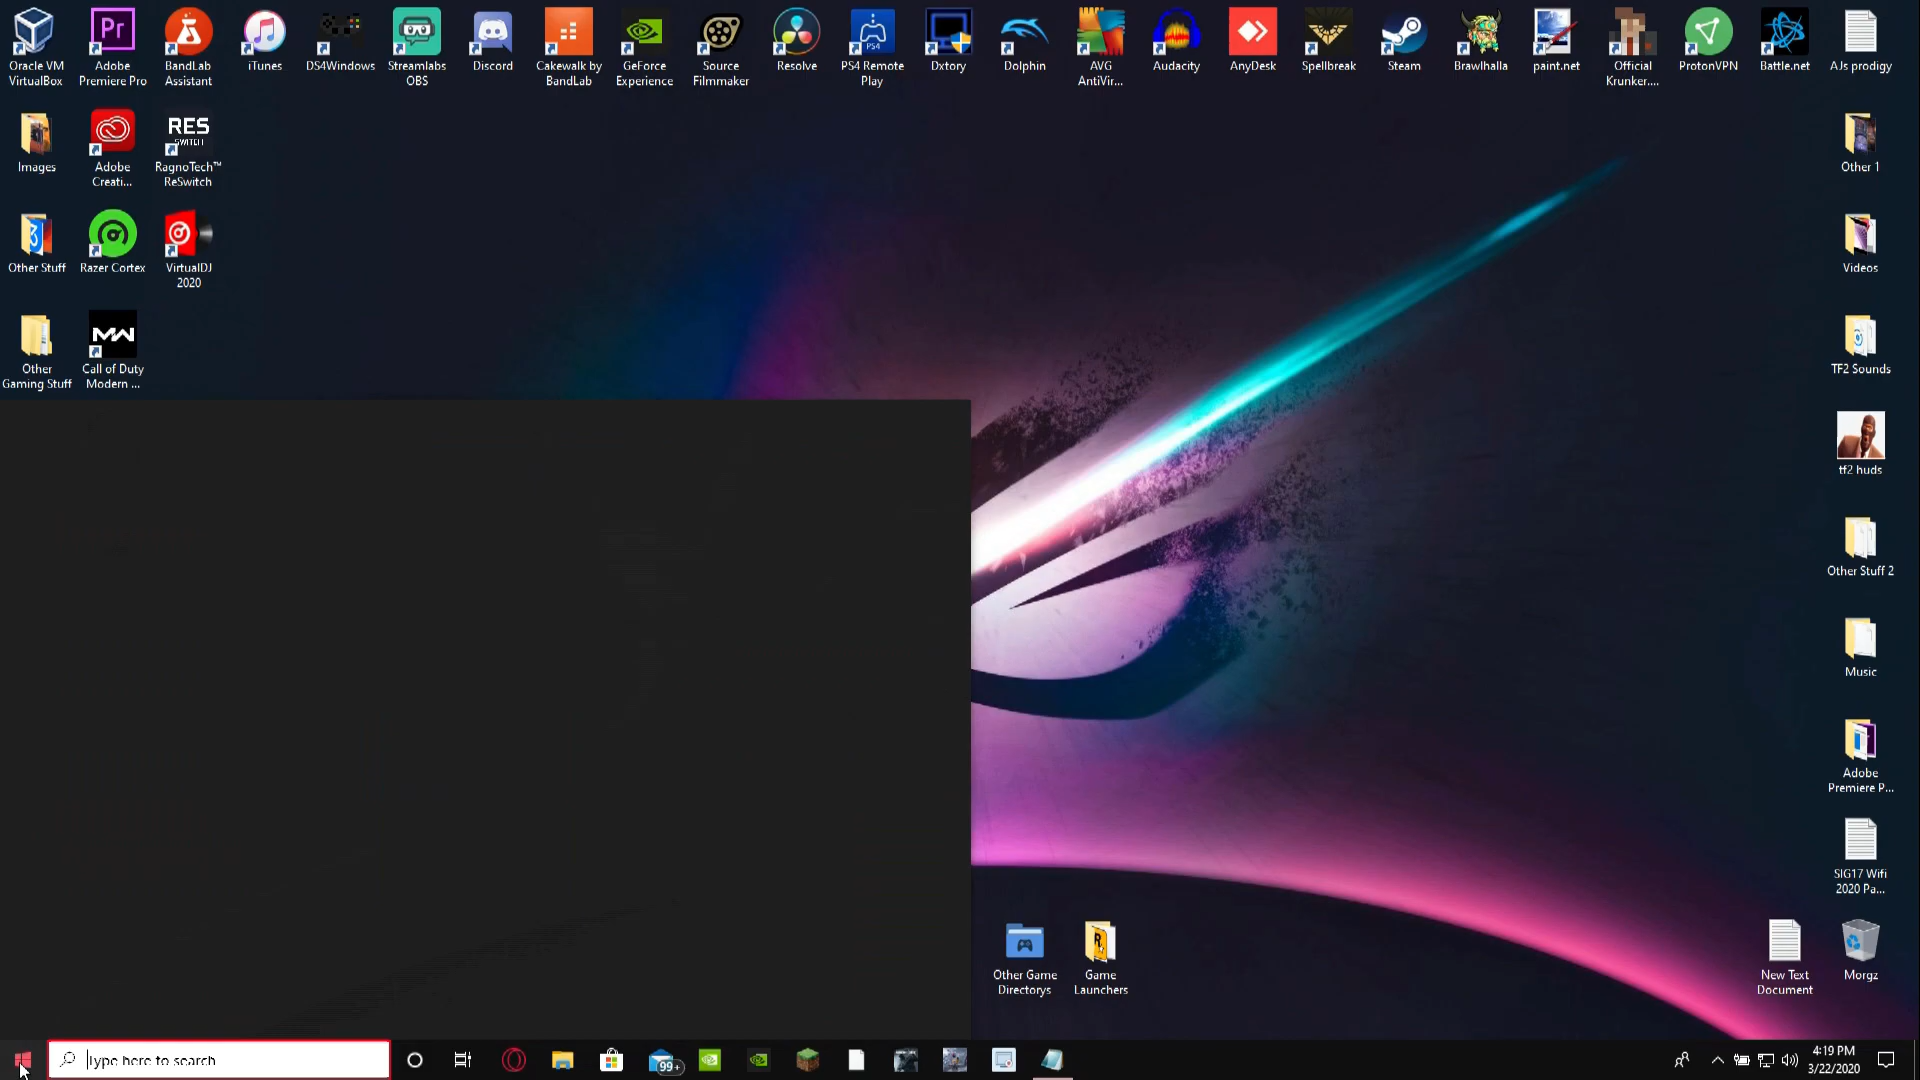 Oracle VM
VirtualBox
Pr
Adobe
Premiere Pro
BandLab
Assistant
iTunes
DS4Windows
Streamlabs
OBS
Discord
Cakewalk by
BandLab
GeForce
Experience
Source
Filmmaker
Resolve
PS4
PS4 Remote
Play
Dxtory
Dolphin
AVG
AntiVir...
Audacity
AnyDesk
Spellbreak
Steam
Brawlhalla
paint.net
Official
Krunker....
ProtonVPN
Battle.net
AJs prodigy
Images
Adobe
Creati...
RES
SWITCH
RagnoTech™
ReSwitch
Other 1
Other Stuff
Razer Cortex
VirtualDJ
2020
Videos
Other
Gaming Stuff
MW
Call of Duty
Modern ...
TF2 Sounds
tf2 huds
Other Stuff 2
Music
Adobe
Premiere P...
SIG17 Wifi
2020 Pa...
Other Game
Directorys
R
Game
Launchers
New Text
Document
Morgz
Type here to search
99+
4:19 PM
3/22/2020